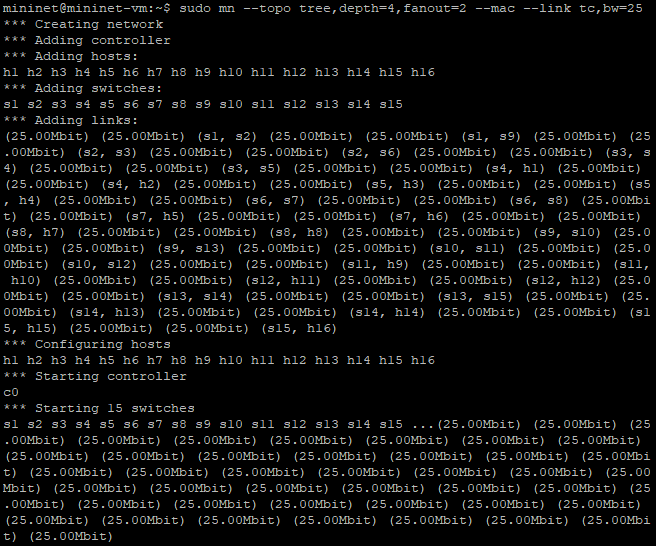 mininet@mininet-vm:~$ sudo mn --topo tree,depth=4,fanout=2 --mac --link tc,bw=25
*** Creating network
*** Adding controller
*** Adding hosts:
h1 h2 h3 h4 h5 h6 h7 h8 h9 h10 h11 h12 h13 h14 h15 h16
*** Adding switches:
s1 s2 s3 s4 s5 s6 s7 s8 s9 s10 s11 s12 s13 s14 s15
*** Adding links:
(25.00Mbit) (25.00Mbit) (s1, s2) (25.00Mbit) (25.00Mbit) (s1, s9) (25.00Mbit) (25
.00Mbit) (s2, s3) (25.00Mbit) (25.00Mbit) (s2, s6) (25.00Mbit) (25.00Mbit) (s3, s
4) (25.00Mbit) (25.00Mbit) (s3, s5) (25.00Mbit) (25.00Mbit) (s4, h1) (25.00Mbit)
(25.00Mbit) (s4, h2) (25.00Mbit) (25.00Mbit) (s5, h3) (25.00Mbit) (25.00Mbit) (s5
, h4) (25.00Mbit) (25.00Mbit) (s6, s7) (25.00Mbit) (25.00Mbit) (s6, s8) (25.00Mbi
t) (25.00Mbit) (s7, h5) (25.00Mbit) (25.00Mbit) (s7, h6) (25.00Mbit) (25.00Mbit)
(s8, h7) (25.00Mbit) (25.00Mbit) (s8, h8) (25.00Mbit) (25.00Mbit) (s9, s10) (25.0
0Mbit) (25.00Mbit) (s9, s13) (25.00Mbit) (25.00Mbit) (s10, s11) (25.00Mbit) (25.0
0Mbit) (s10, s12) (25.00Mbit) (25.00Mbit) (s11, h9) (25.00Mbit) (25.00Mbit) (s11,
 h10) (25.00Mbit) (25.00Mbit) (s12, h11) (25.00Mbit) (25.00Mbit) (s12, h12) (25.0
0Mbit) (25.00Mbit) (s13, s14) (25.00Mbit) (25.00Mbit) (s13, s15) (25.00Mbit) (25.
00Mbit) (s14, h13) (25.00Mbit) (25.00Mbit) (s14, h14) (25.00Mbit) (25.00Mbit) (s1
5, h15) (25.00Mbit) (25.00Mbit) (s15, h16)
*** Configuring hosts
h1 h2 h3 h4 h5 h6 h7 h8 h9 h10 h11 h12 h13 h14 h15 h16
*** Starting controller
c0
*** Starting 15 switches
s1 s2 s3 s4 s5 s6 s7 s8 s9 s10 s11 s12 s13 s14 s15 ...(25.00Mbit) (25.00Mbit) (25
.00Mbit) (25.00Mbit) (25.00Mbit) (25.00Mbit) (25.00Mbit) (25.00Mbit) (25.00Mbit)
(25.00Mbit) (25.00Mbit) (25.00Mbit) (25.00Mbit) (25.00Mbit) (25.00Mbit) (25.00Mbi
t) (25.00Mbit) (25.00Mbit) (25.00Mbit) (25.00Mbit) (25.00Mbit) (25.00Mbit) (25.00
Mbit) (25.00Mbit) (25.00Mbit) (25.00Mbit) (25.00Mbit) (25.00Mbit) (25.00Mbit) (25
.00Mbit) (25.00Mbit) (25.00Mbit) (25.00Mbit) (25.00Mbit) (25.00Mbit) (25.00Mbit)
(25.00Mbit) (25.00Mbit) (25.00Mbit) (25.00Mbit) (25.00Mbit) (25.00Mbit) (25.00Mbi
t) (25.00Mbit)